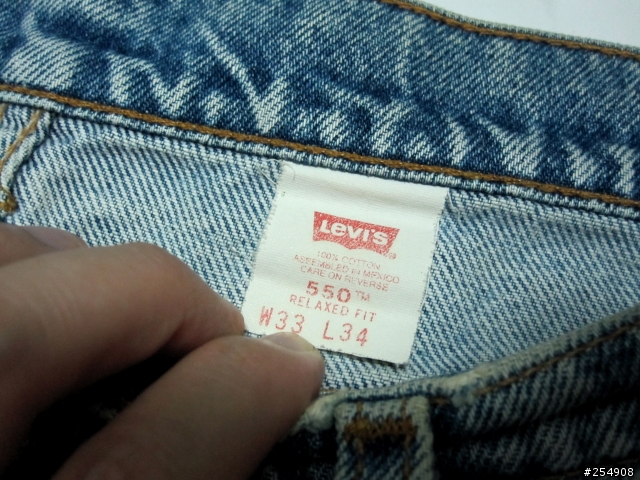 Levi's
®
100% COTTON
ASSEMBLED IN MEXICO
CARE ON REVERSE
550™
RELAXED FIT
W33 L34
#254908